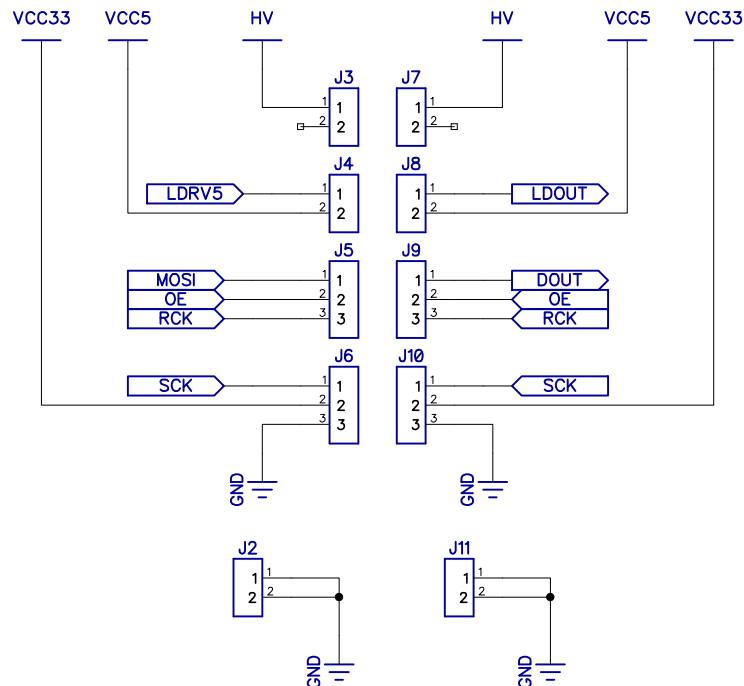 VCC33 VCC5 HV HV VCC5 VCC33
J3 J7
1 1 1 1
2 2 2 2
J4 J8
LDRV5 1 1 1 1 LDOUT
2 2 2 2
J5 J9
MOSI 1 1 1 1 DOUT
OE 2 2 2 2 OE
RCK 3 3 3 3 RCK
J6 J10
SCK 1 1 1 1 SCK
2 2 2 2
3 3 3 3
GND GND
J2 J11
1 1 1 1
2 2 2 2
GND GND